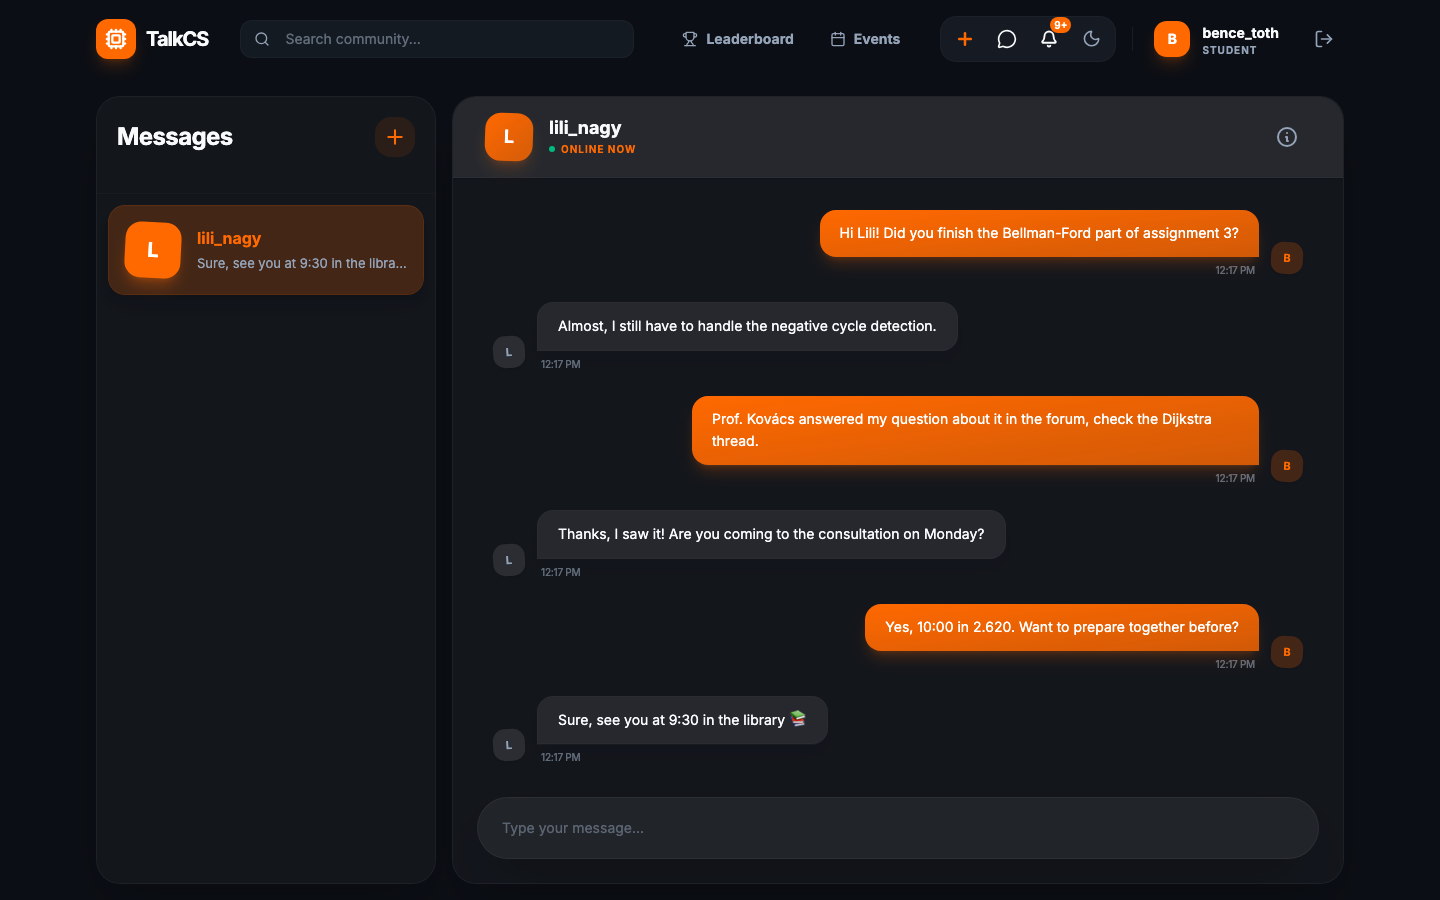 TalkCS
Search community...
Leaderboard
Events
9+
B
bence_toth
STUDENT
Messages
L
lili_nagy
Sure, see you at 9:30 in the libra...
L
lili_nagy
ONLINE NOW
Hi Lili! Did you finish the Bellman-Ford part of assignment 3?
B
12:17 PM
Almost, I still have to handle the negative cycle detection.
L
12:17 PM
Prof. Kovács answered my question about it in the forum, check the Dijkstra
thread.
B
12:17 PM
Thanks, I saw it! Are you coming to the consultation on Monday?
L
12:17 PM
Yes, 10:00 in 2.620. Want to prepare together before?
B
12:17 PM
Sure, see you at 9:30 in the library 📚
L
12:17 PM
Type your message...